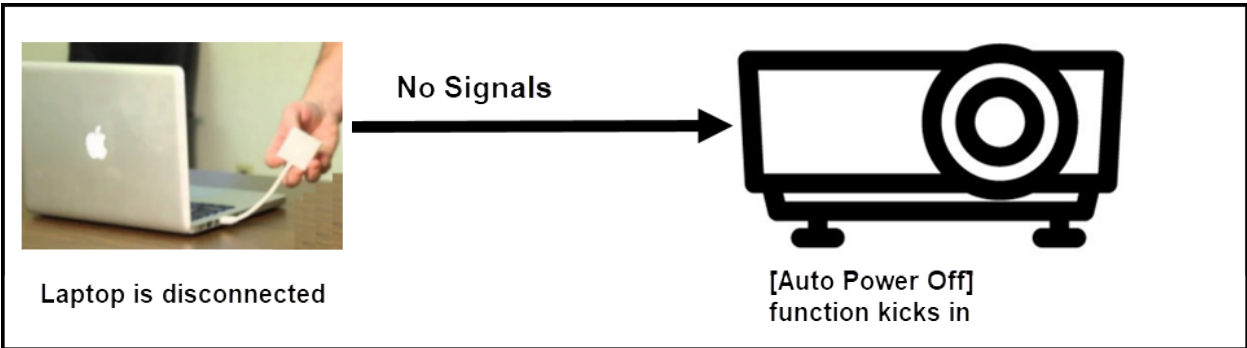 No Signals
Laptop is disconnected
[Auto Power Off]
function kicks in